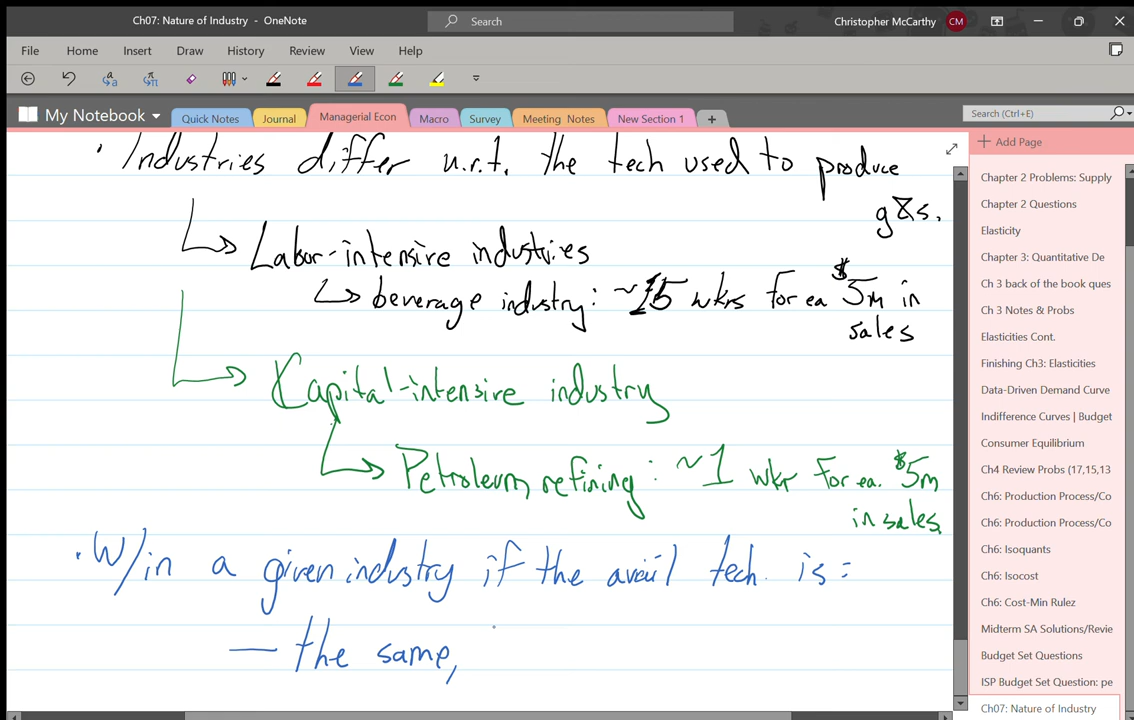 Ch07: Nature of Industry - OneNote
Search
Christopher McCarthy
CM
File Home Insert Draw History Review View Help
My Notebook
Quick Notes
Journal
Managerial Econ
Macro
Survey
Meeting Notes
New Section 1
Search (Ctrl+E)
Add Page
Chapter 2 Problems: Supply
Chapter 2 Questions
Elasticity
Chapter 3: Quantitative De
Ch 3 back of the book ques
Ch 3 Notes & Probs
Elasticities Cont.
Finishing Ch3: Elasticities
Data-Driven Demand Curve
Indifference Curves | Budget
Consumer Equilibrium
Ch4 Review Probs (17,15,13
Ch6: Production Process/Co
Ch6: Production Process/Co
Ch6: Isoquants
Ch6: Isocost
Ch6: Cost-Min Rulez
Midterm SA Solutions/Revie
Budget Set Questions
ISP Budget Set Question: pe
Ch07: Nature of Industry
· Industries differ w.r.t. the tech used to produce
g&s.
Labor-intensive industries
beverage industry: ~15 wkrs for ea $5m in
sales
Capital-intensive industry
Petroleum refining: ~1 wkr for ea. $5m
in sales
· W/in a given industry if the avail tech. is:
— the same,